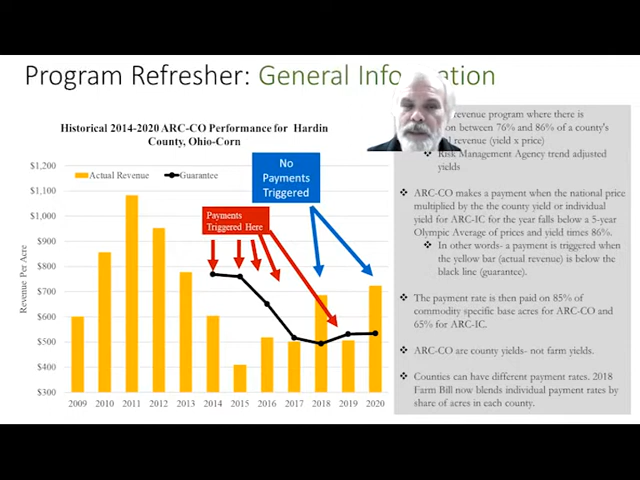 Program Refresher: General Info tion
Historical 2014-2020 ARC-CO Performance for Hardin
County, Ohio-Corn
Actual Revenue
Guarantee
No
Payments
Triggered
Payments
Triggered Here
Revenue Per Acre
$1,200
$1,100
$1,000
$900
$800
$700
$600
$500
$400
$300
2009 2010 2011 2012 2013 2014 2015 2016 2017 2018 2019 2020
revenue program where there is
on between 76% and 86% of a county's
revenue (yield x price)
Risk Management Agency trend adjusted
yields
ARC-CO makes a payment when the national price
multiplied by the the county yield or individual
yield for ARC-IC for the year falls below a 5-year
Olympic Average of prices and yield times 86%.
In other words- a payment is triggered when
the yellow bar (actual revenue) is below the
black line (guarantee).
The payment rate is then paid on 85% of
commodity specific base acres for ARC-CO and
65% for ARC-IC.
ARC-CO are county yields- not farm yields.
Counties can have different payment rates. 2018
Farm Bill now blends individual payment rates by
share of acres in each county.